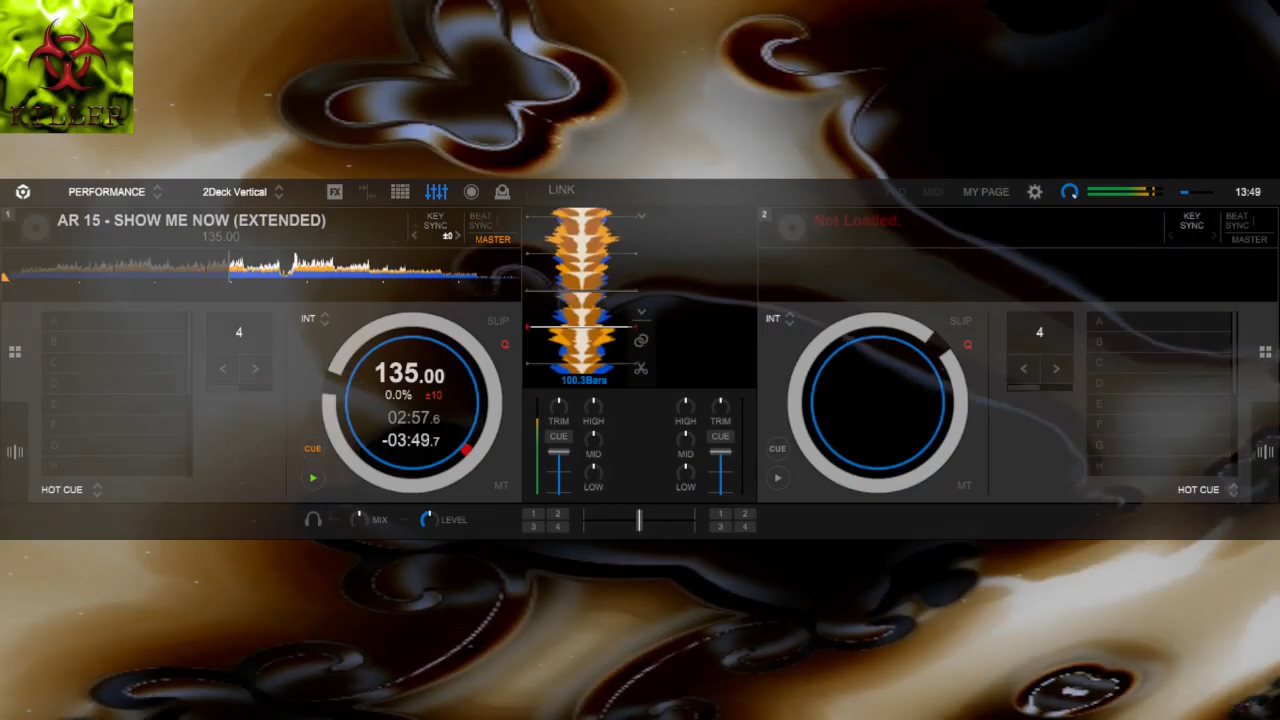 KILLER
PERFORMANCE 2Deck Vertical FX LINK MIDI MY PAGE 13:49
1 AR 15 - SHOW ME NOW (EXTENDED)
135.00
KEY SYNC
±0
BEAT SYNC
MASTER
2 Not Loaded.
KEY SYNC
BEAT SYNC
MASTER
A
B
C
D
E
F
G
H
HOT CUE
4
INT
SLIP
Q
135.00
0.0% ±10
02:57.6
-03:49.7
CUE
MT
100.3Bars
TRIM HIGH HIGH TRIM
CUE CUE
MID MID
LOW LOW
INT
SLIP
Q
CUE
MT
4
A
B
C
D
E
F
G
H
HOT CUE
MIX LEVEL
1 2 1 2
3 4 3 4